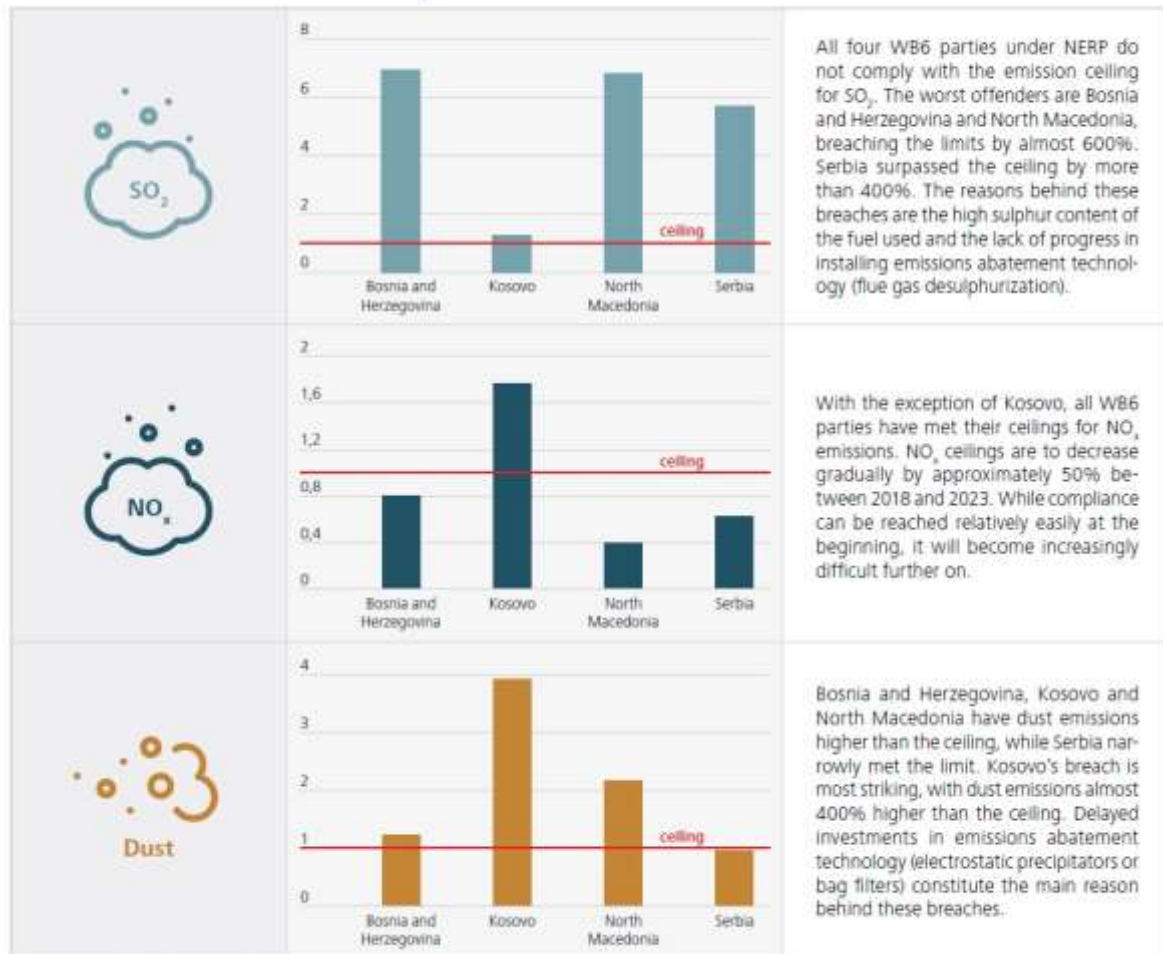 SO₂
8
6
4
2
0
ceiling
Bosnia and
Herzegovina
Kosovo
North
Macedonia
Serbia
All four WB6 parties under NERP do
not comply with the emission ceiling
for SO₂. The worst offenders are Bosnia
and Herzegovina and North Macedonia,
breaching the limits by almost 600%.
Serbia surpassed the ceiling by more
than 400%. The reasons behind these
breaches are the high sulphur content of
the fuel used and the lack of progress in
installing emissions abatement technol-
ogy (flue gas desulphurization).
NOₓ
2
1,6
1,2
0,8
0,4
0
ceiling
Bosnia and
Herzegovina
Kosovo
North
Macedonia
Serbia
With the exception of Kosovo, all WB6
parties have met their ceilings for NOₓ
emissions. NOₓ ceilings are to decrease
gradually by approximately 50% be-
tween 2018 and 2023. While compliance
can be reached relatively easily at the
beginning, it will become increasingly
difficult further on.
Dust
4
3
2
1
0
ceiling
Bosnia and
Herzegovina
Kosovo
North
Macedonia
Serbia
Bosnia and Herzegovina, Kosovo and
North Macedonia have dust emissions
higher than the ceiling, while Serbia nar-
rowly met the limit. Kosovo's breach is
most striking, with dust emissions almost
400% higher than the ceiling. Delayed
investments in emissions abatement
technology (electrostatic precipitators or
bag filters) constitute the main reason
behind these breaches.